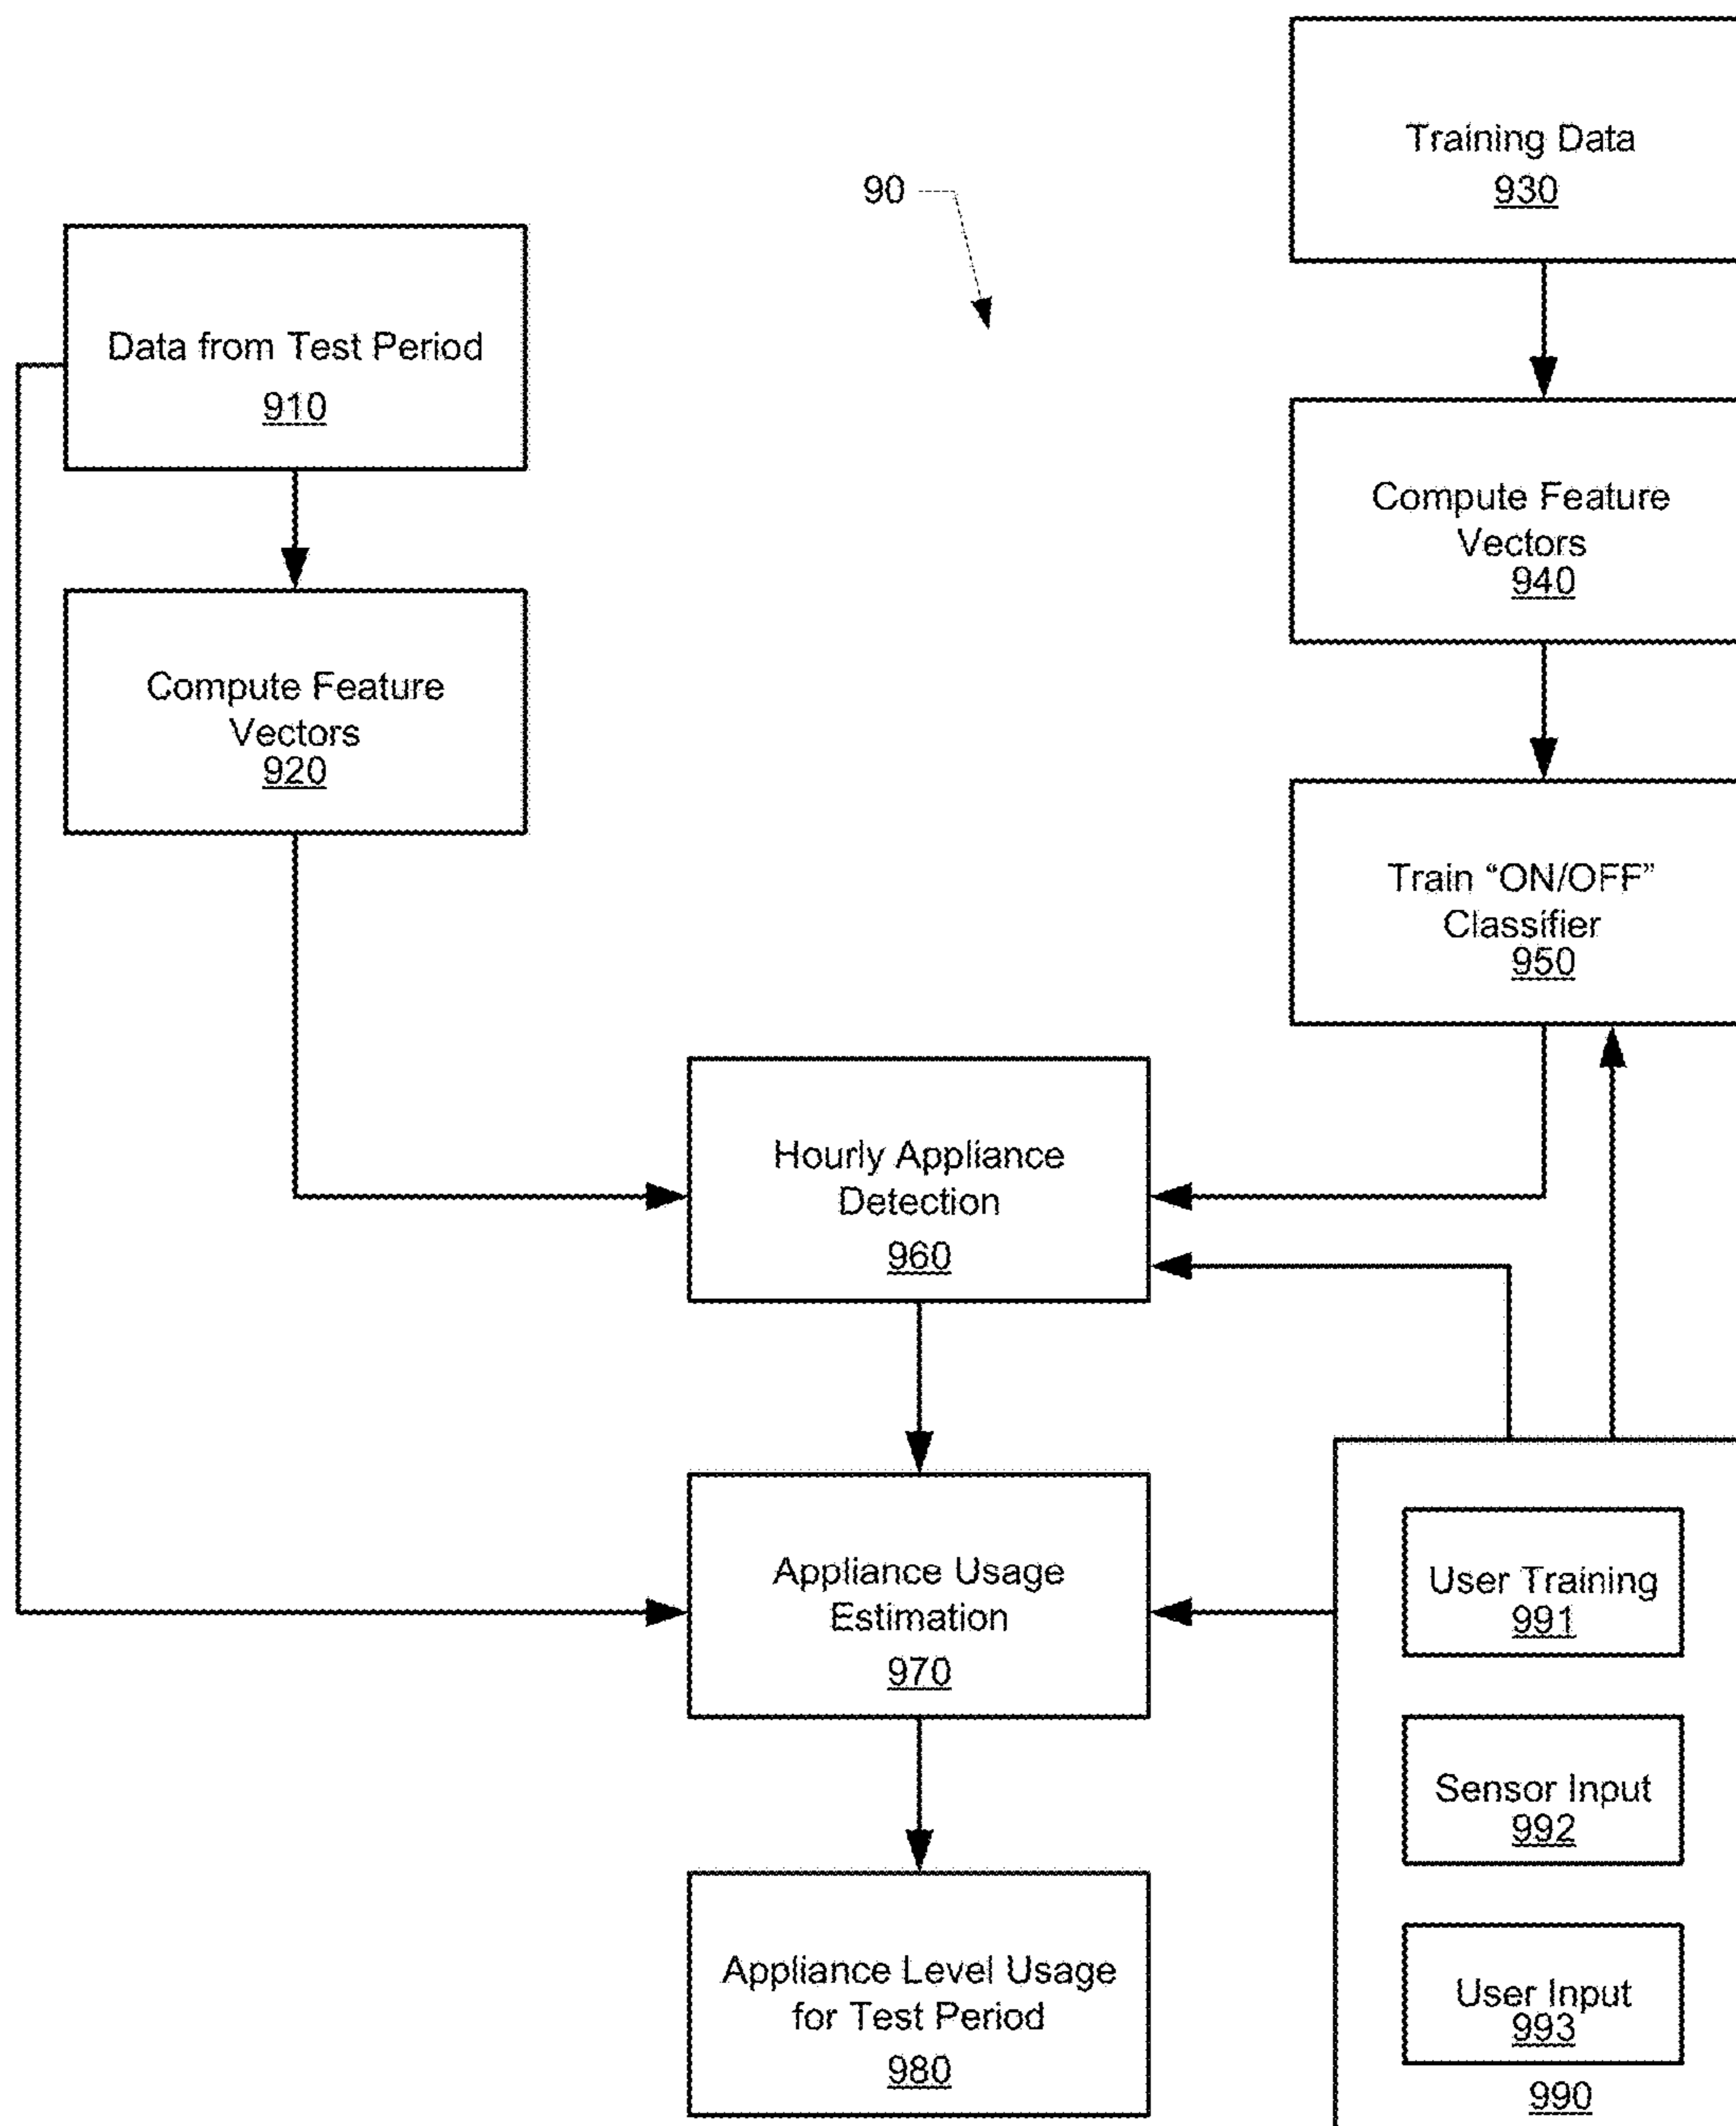 Training Data
930
90
Data from Test Period
910
Compute Feature
Vectors
940
Compute Feature
Vectors
920
Train “ON/OFF”
Classifier
950
Hourly Appliance
Detection
960
Appliance Usage
Estimation
970
User Training
991
Sensor Input
992
Appliance Level Usage
for Test Period
980
User Input
993
990